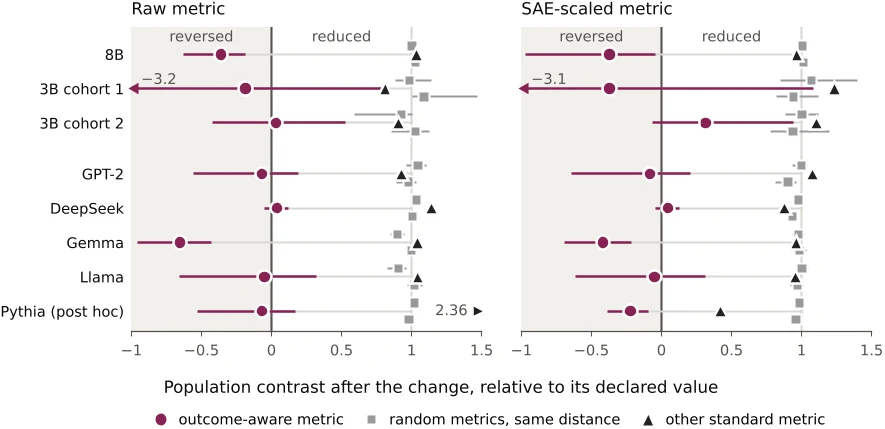 Raw metric
SAE-scaled metric
reversed
reduced
reversed
reduced
8B
3B cohort 1
3B cohort 2
GPT-2
DeepSeek
Gemma
Llama
Pythia (post hoc)
−3.2
−3.1
2.36
−1
−0.5
0
0.5
1
1.5
−1
−0.5
0
0.5
1
1.5
Population contrast after the change, relative to its declared value
outcome-aware metric
random metrics, same distance
other standard metric